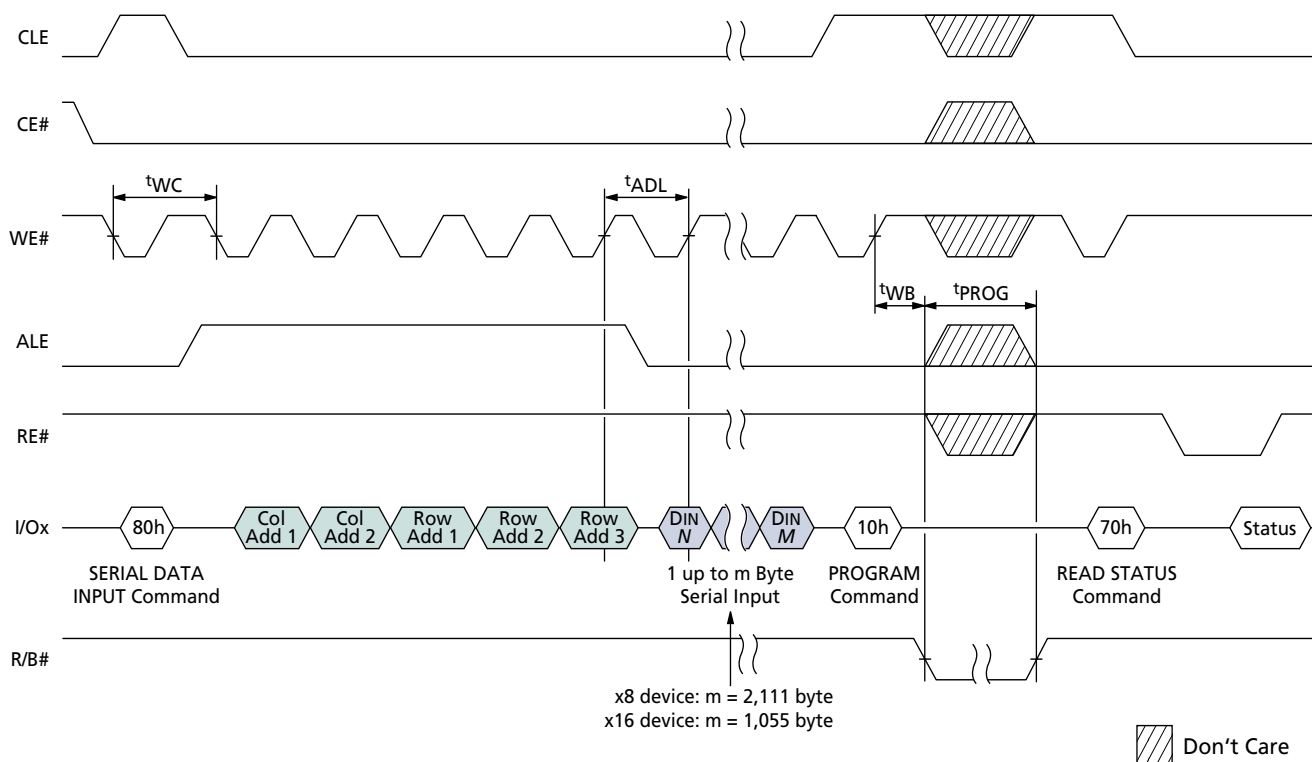 CLE
CE#
tWC
tADL
WE#
tWB
tPROG
ALE
RE#
I/Ox
80h
Col
Add 1
Col
Add 2
Row
Add 1
Row
Add 2
Row
Add 3
DIN
N
DIN
M
10h
70h
Status
SERIAL DATA
INPUT Command
1 up to m Byte
Serial Input
PROGRAM
Command
READ STATUS
Command
R/B#
x8 device: m = 2,111 byte
x16 device: m = 1,055 byte
Don't Care